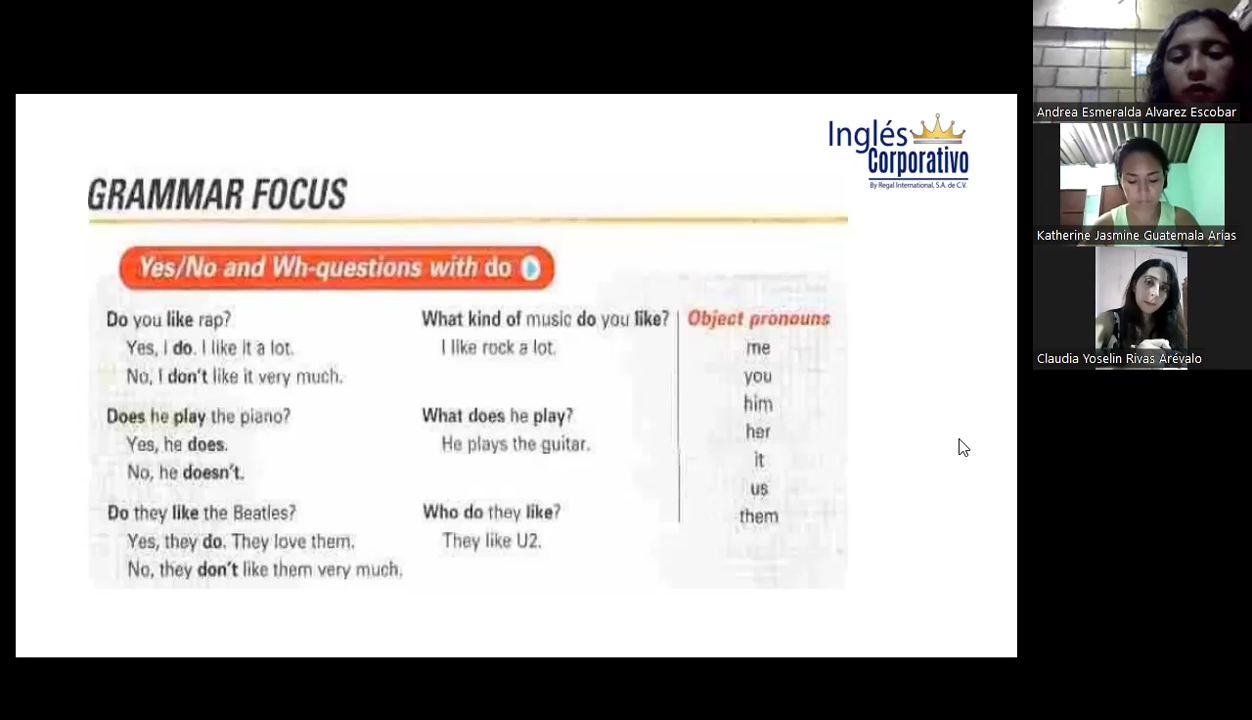 Inglés
Corporativo
By Regal International, S.A. de C.V.
GRAMMAR FOCUS
Yes/No and Wh-questions with do
Do you like rap?
Yes, I do. I like it a lot.
No, I don't like it very much.
Does he play the piano?
Yes, he does.
No, he doesn't.
Do they like the Beatles?
Yes, they do. They love them.
No, they don't like them very much.
What kind of music do you like?
I like rock a lot.
What does he play?
He plays the guitar.
Who do they like?
They like U2.
Object pronouns
me
you
him
her
it
us
them
Andrea Esmeralda Alvarez Escobar
Katherine Jasmine Guatemala Arias
Claudia Yoselin Rivas Arévalo